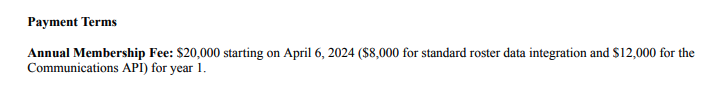 Payment Terms
Annual Membership Fee: $20,000 starting on April 6, 2024 ($8,000 for standard roster data integration and $12,000 for the
Communications API) for year 1.